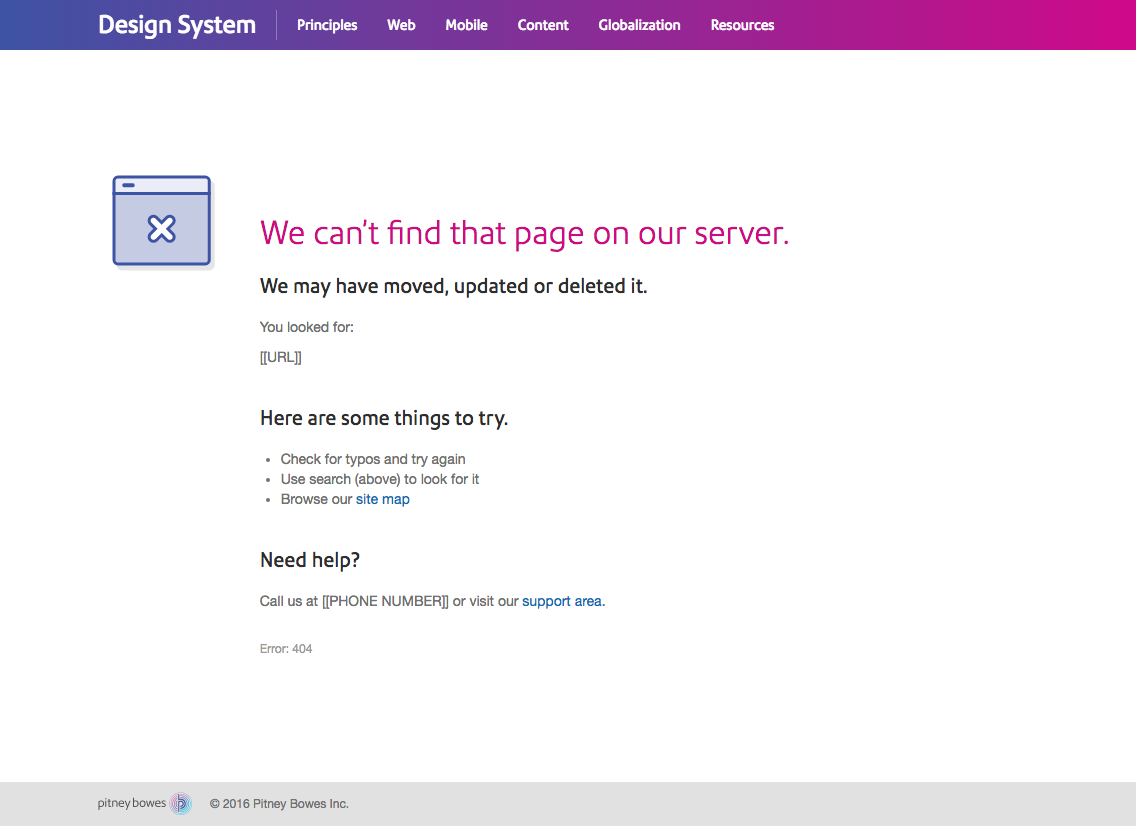 Design System Principles Web Mobile Content Globalization Resources
We can't find that page on our server.
We may have moved, updated or deleted it.
You looked for:
[[URL]]
Here are some things to try.
• Check for typos and try again
• Use search (above) to look for it
• Browse our site map
Need help?
Call us at [[PHONE NUMBER]] or visit our support area.
Error: 404
pitney bowes © 2016 Pitney Bowes Inc.